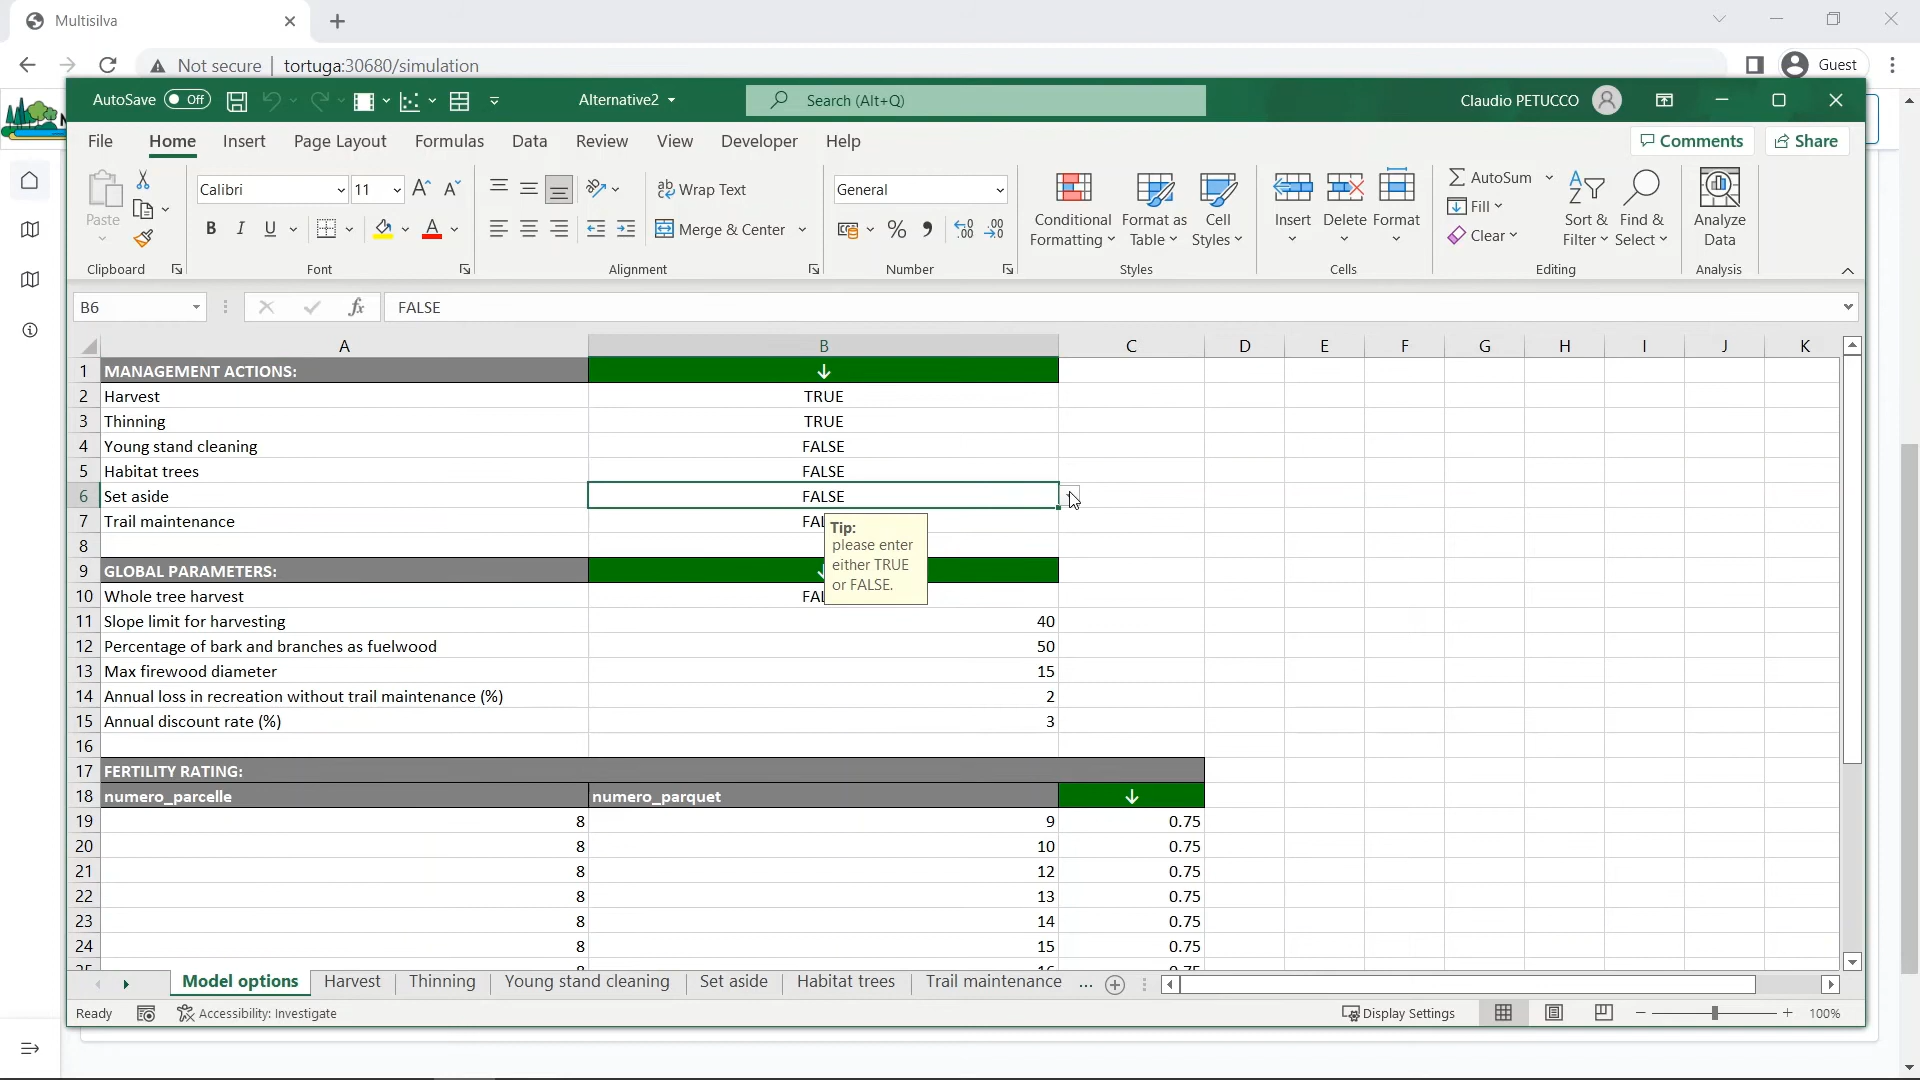 Multisilva
Not secure | tortuga:30680/simulation
Guest
AutoSave Off
Alternative2
Search (Alt+Q)
Claudio PETUCCO
File Home Insert Page Layout Formulas Data Review View Developer Help
Comments Share
Paste
Clipboard
Calibri 11
B I U
Font
ab Wrap Text
Merge & Center
Alignment
General
Number
Conditional Formatting
Format as Table
Cell Styles
Styles
Insert Delete Format
Cells
AutoSum
Fill
Clear
Sort & Filter
Find & Select
Editing
Analyze Data
Analysis
B6 fx FALSE
A B C D E F G H I J K
1 MANAGEMENT ACTIONS: ↓
2 Harvest TRUE
3 Thinning TRUE
4 Young stand cleaning FALSE
5 Habitat trees FALSE
6 Set aside FALSE
7 Trail maintenance
Tip:
please enter
either TRUE
or FALSE.
8
9 GLOBAL PARAMETERS:
10 Whole tree harvest
11 Slope limit for harvesting 40
12 Percentage of bark and branches as fuelwood 50
13 Max firewood diameter 15
14 Annual loss in recreation without trail maintenance (%) 2
15 Annual discount rate (%) 3
16
17 FERTILITY RATING:
18 numero_parcelle numero_parquet ↓
19 8 9 0.75
20 8 10 0.75
21 8 12 0.75
22 8 13 0.75
23 8 14 0.75
24 8 15 0.75
Model options Harvest Thinning Young stand cleaning Set aside Habitat trees Trail maintenance ...
Ready Accessibility: Investigate Display Settings 100%